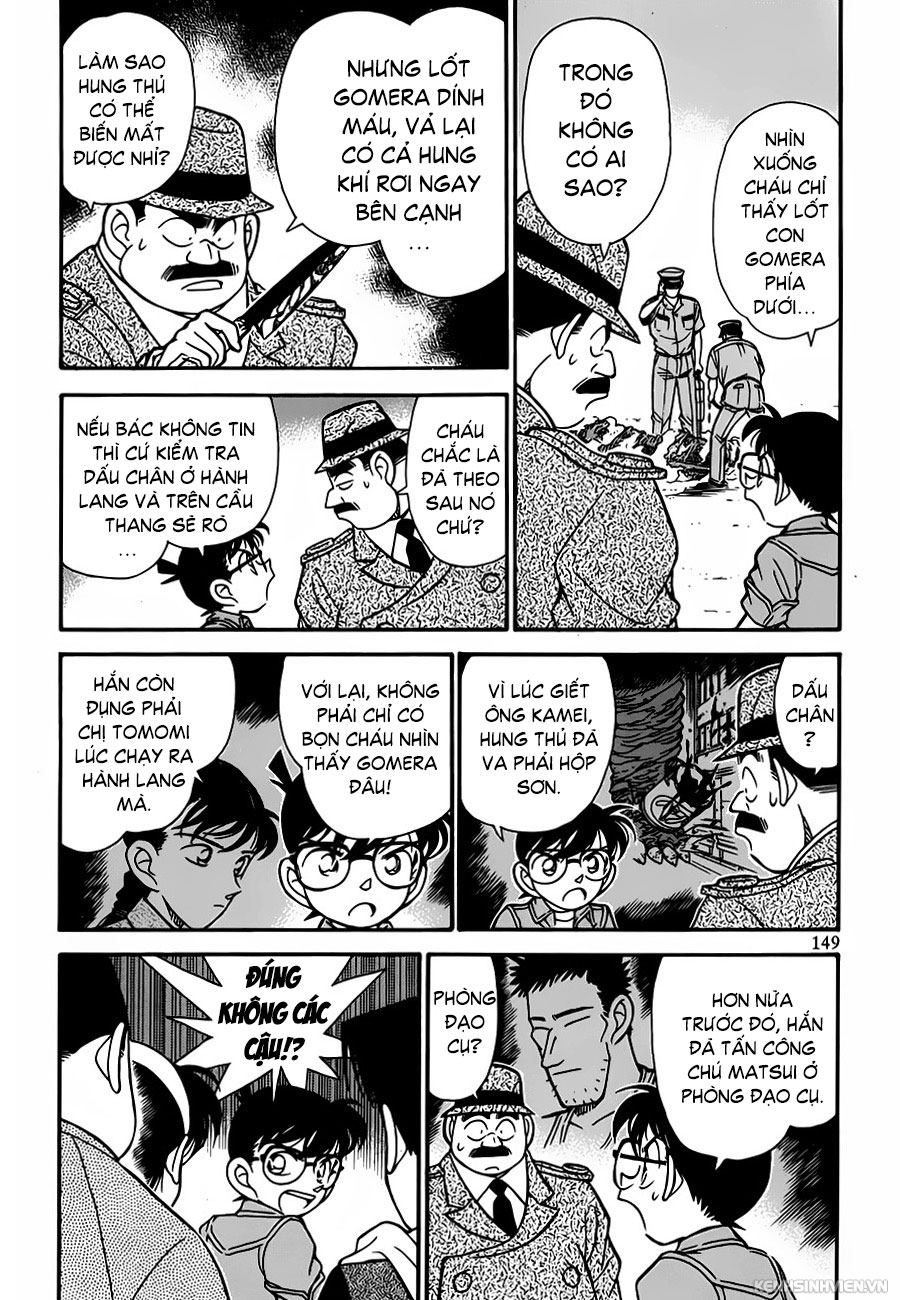 NHÌN
XUỐNG
CHÁU CHỈ
THẤY LỐT
CON
GOMERA
PHÍA
DƯỚI...
TRONG
ĐÓ
KHÔNG
CÓ AI
SAO?
NHƯNG LỐT
GOMERA DÍNH
MÁU, VẢ LẠI
CÓ CẢ HUNG
KHÍ RƠI NGAY
BÊN CẠNH
...
LÀM SAO
HUNG THỦ
CÓ THỂ
BIẾN MẤT
ĐƯỢC NHỈ?
CHÁU
CHẮC LÀ
ĐÃ THEO
SAU NÓ
CHỨ?
NẾU BÁC KHÔNG TIN
THÌ CỨ KIỂM TRA
DẤU CHÂN Ở HÀNH
LANG VÀ TRÊN CẦU
THANG SẼ RÕ
...
DẤU
CHÂN
?
VÌ LÚC GIẾT
ÔNG KAMEI,
HUNG THỦ ĐÃ
VA PHẢI HỘP
SƠN.
VỚI LẠI, KHÔNG
PHẢI CHỈ CÓ
BỌN CHÁU NHÌN
THẤY GOMERA
ĐÂU!
HẮN CÒN
ĐỤNG PHẢI
CHỊ TOMOMI
LÚC CHẠY RA
HÀNH LANG
MÀ.
149
HƠN NỮA
TRƯỚC ĐÓ, HẮN
ĐÃ TẤN CÔNG
CHÚ MATSUI Ở
PHÒNG ĐẠO CỤ.
PHÒNG
ĐẠO
CỤ?
ĐÚNG
KHÔNG CÁC
CẬU!?
KENHSINHVIEN.VN